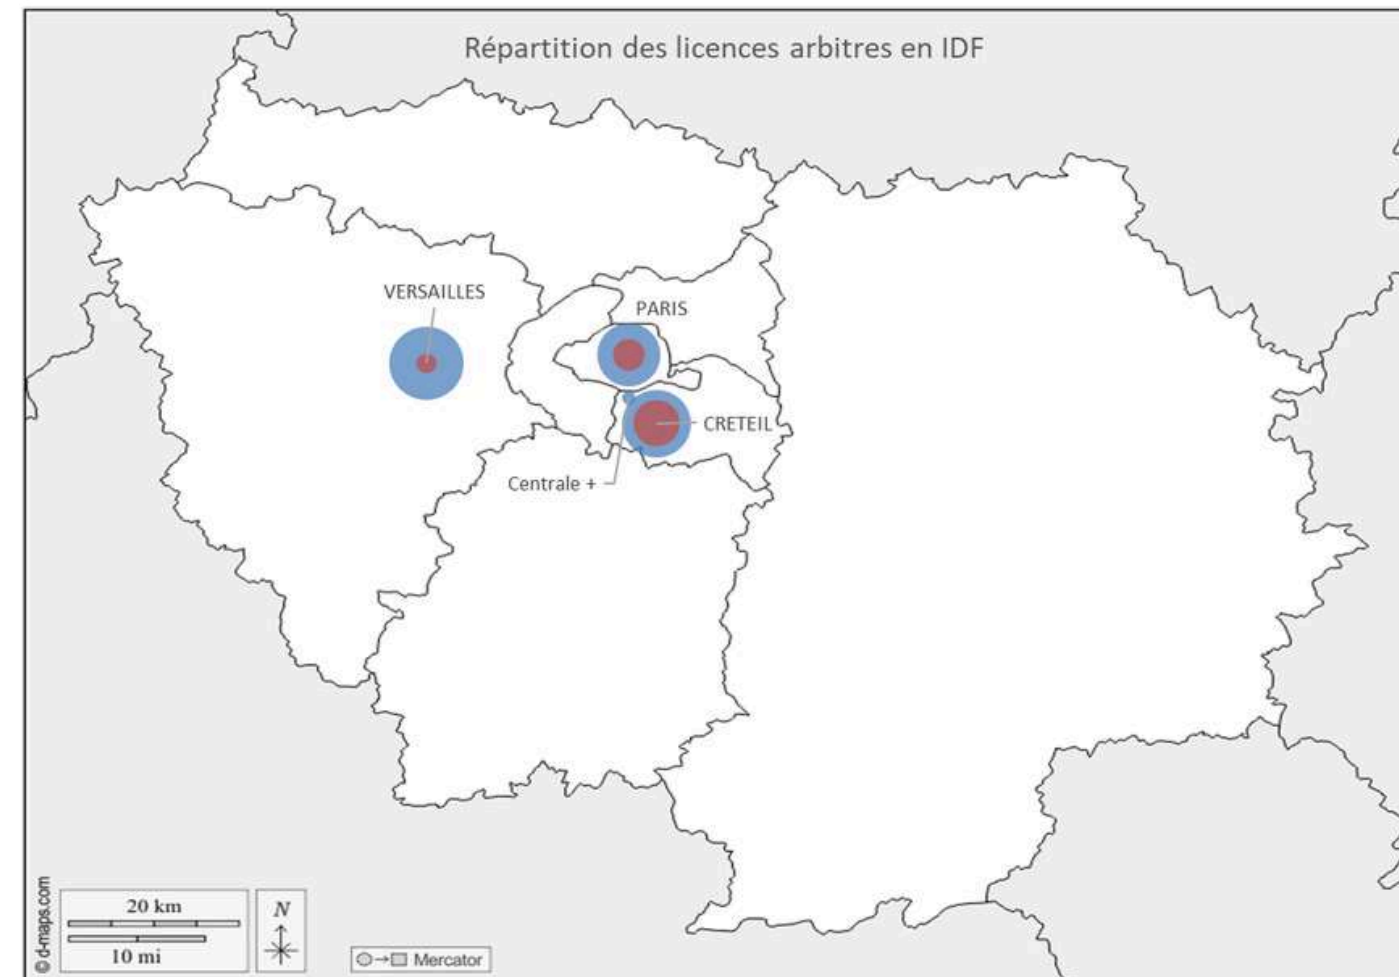 Répartition des licences arbitres en IDF
VERSAILLES
PARIS
CRETEIL
Centrale +
20 km
10 mi
N
Mercator
© d-maps.com